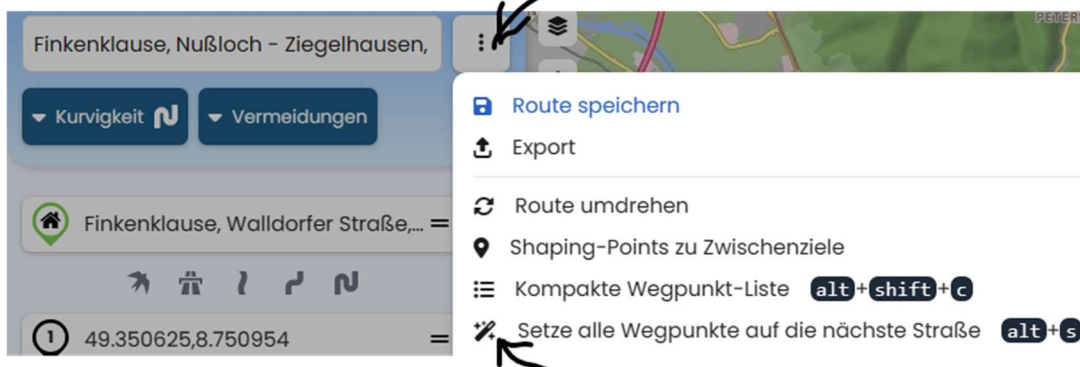 Finkenklause, Nußloch - Ziegelhausen,
PETER
Kurvigkeit
Vermeidungen
Route speichern
Export
Finkenklause, Walldorfer Straße,...
Route umdrehen
Shaping-Points zu Zwischenziele
Kompakte Wegpunkt-Liste alt+shift+c
1 49.350625,8.750954
Setze alle Wegpunkte auf die nächste Straße alt+s